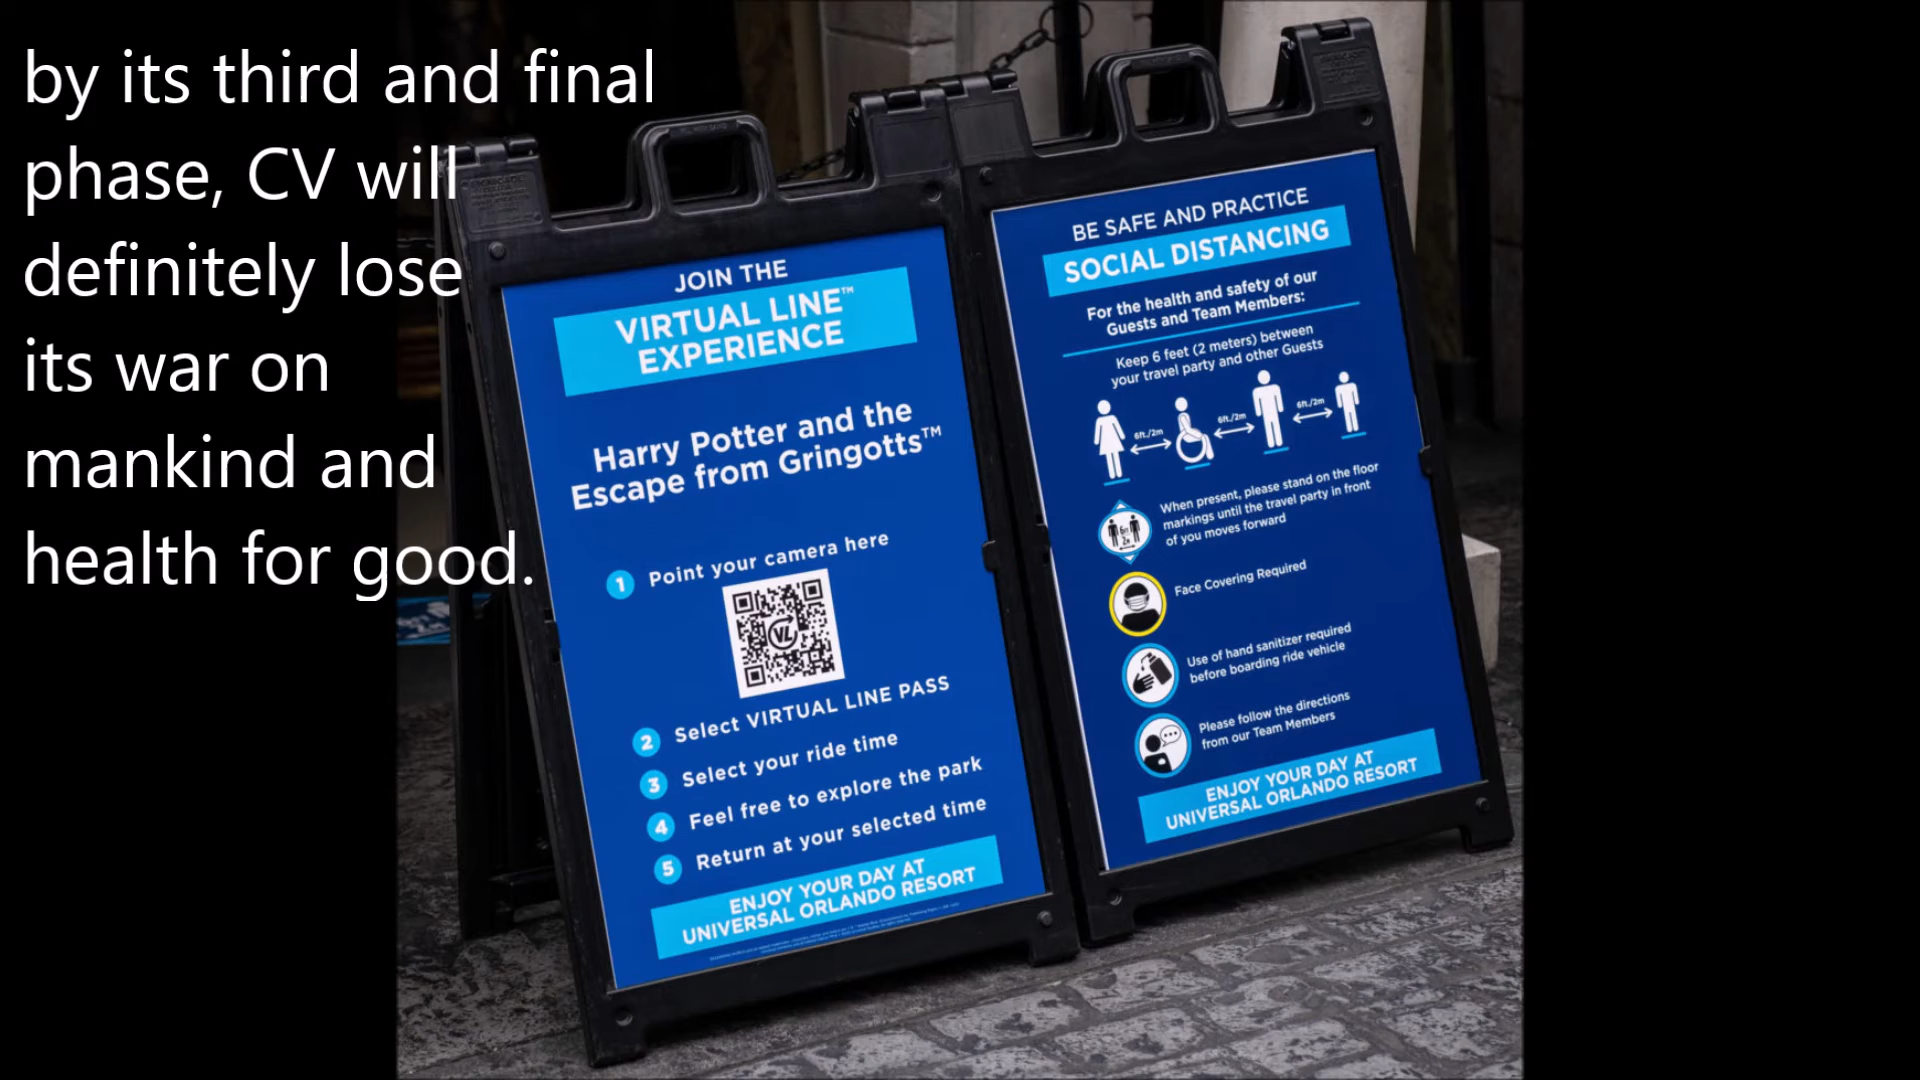 by its third and final
phase, CV will
definitely lose
its war on
mankind and
health for good.
JOIN THE
VIRTUAL LINE™
EXPERIENCE
Harry Potter and the
Escape from Gringotts™
1 Point your camera here
VL
2 Select VIRTUAL LINE PASS
3 Select your ride time
4 Feel free to explore the park
5 Return at your selected time
ENJOY YOUR DAY AT
UNIVERSAL ORLANDO RESORT
BE SAFE AND PRACTICE
SOCIAL DISTANCING
For the health and safety of our
Guests and Team Members:
Keep 6 feet (2 meters) between
your travel party and other Guests
6ft./2m 6ft./2m 6ft./2m
When present, please stand on the floor
markings until the travel party in front
of you moves forward
Face Covering Required
Use of hand sanitizer required
before boarding ride vehicle
Please follow the directions
from our Team Members
ENJOY YOUR DAY AT
UNIVERSAL ORLANDO RESORT